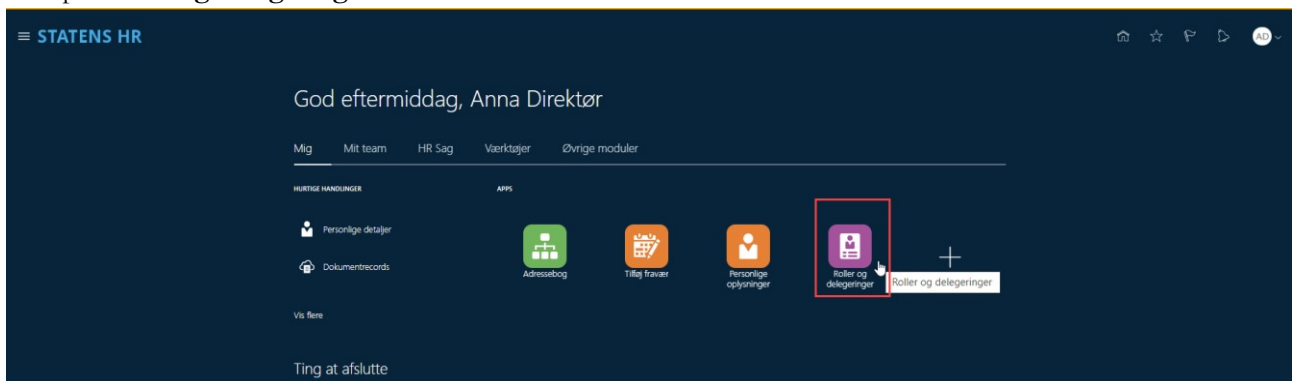 STATENS HR
AD
God eftermiddag, Anna Direktør
Mig Mit team HR Sag Værktøjer Øvrige moduler
HURTIGE HANDLINGER APPS
Personlige detaljer
Dokumentrecords
Adressebog Tilføj fravær Personlige oplysninger Roller og delegeringer
Roller og delegeringer
Vis flere
Ting at afslutte